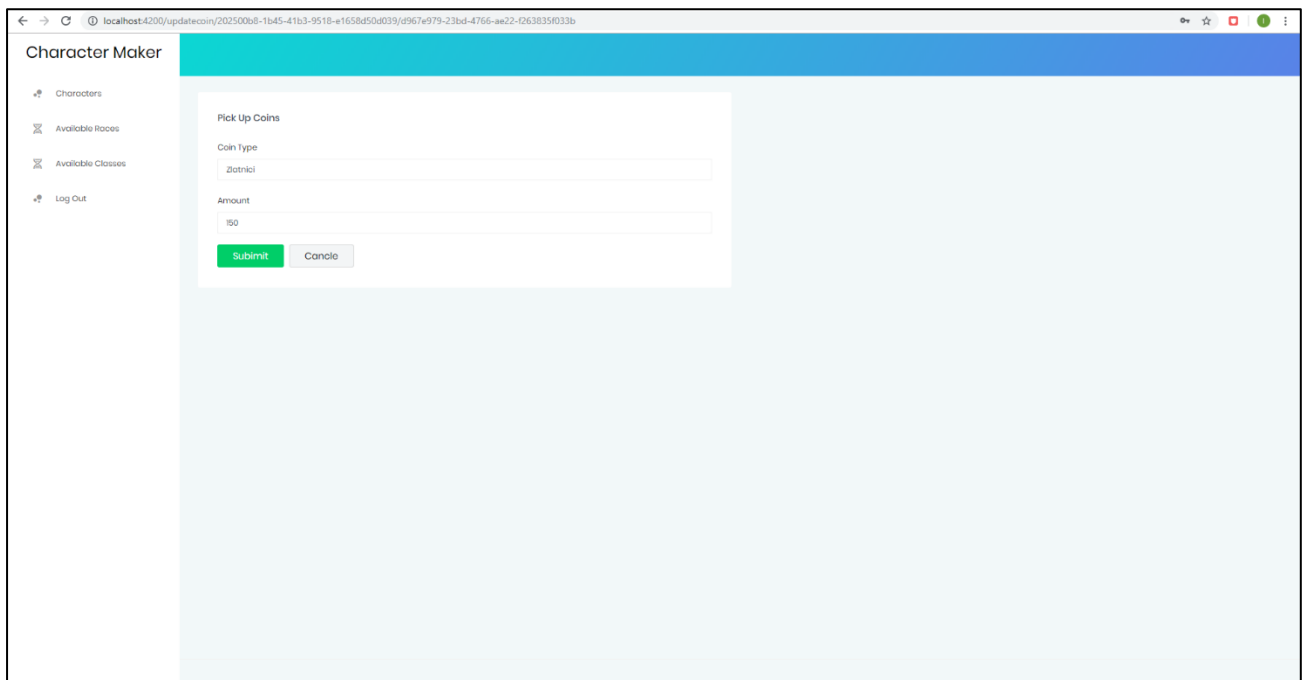 localhost:4200/updatecoin/202500b8-1b45-41b3-9518-e1658d50d039/d967e979-23bd-4766-ae22-f263835f033b
Character Maker
Characters
Available Races
Available Classes
Log Out
Pick Up Coins
Coin Type
Zlatnici
Amount
150
Subimit Cancle